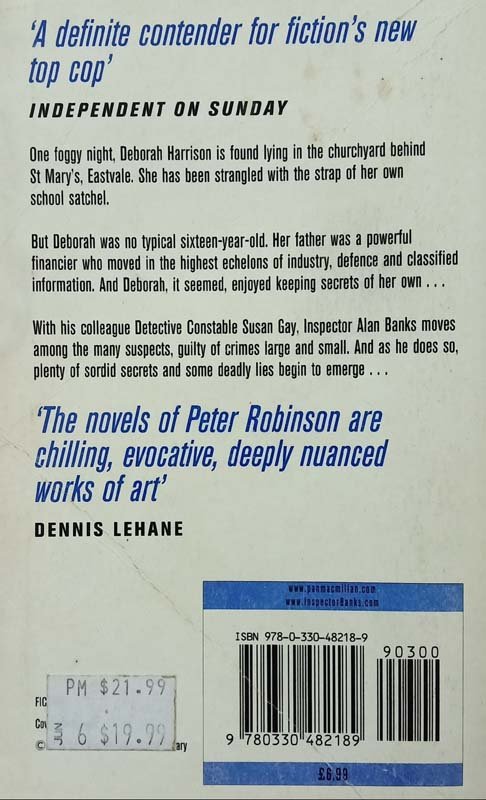 ‘A definite contender for fiction’s new
top cop’
INDEPENDENT ON SUNDAY
One foggy night, Deborah Harrison is found lying in the churchyard behind
St Mary’s, Eastvale. She has been strangled with the strap of her own
school satchel.
But Deborah was no typical sixteen-year-old. Her father was a powerful
financier who moved in the highest echelons of industry, defence and classified
information. And Deborah, it seemed, enjoyed keeping secrets of her own . . .
With his colleague Detective Constable Susan Gay, Inspector Alan Banks moves
among the many suspects, guilty of crimes large and small. And as he does so,
plenty of sordid secrets and some deadly lies begin to emerge . . .
‘The novels of Peter Robinson are
chilling, evocative, deeply nuanced
works of art’
DENNIS LEHANE
www.panmacmillan.com
www.InspectorBanks.com
ISBN 978-0-330-48218-9
90300
9 780330 482189
£6.99
PM $21.99
JUN 6 $19.99
FIC
©